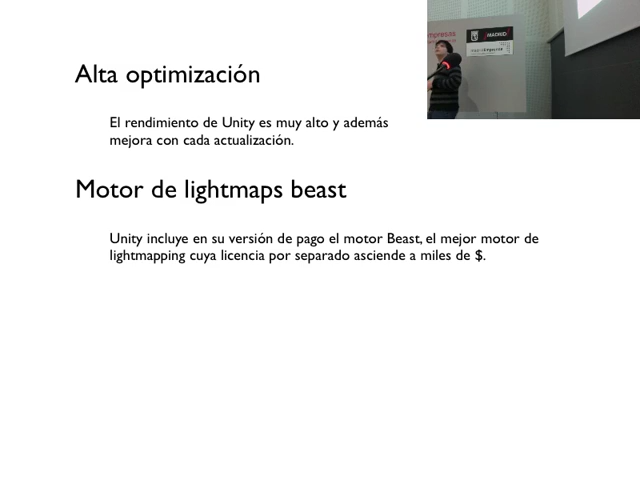 Alta optimización
El rendimiento de Unity es muy alto y además
mejora con cada actualización.
Motor de lightmaps beast
Unity incluye en su versión de pago el motor Beast, el mejor motor de
lightmapping cuya licencia por separado asciende a miles de $.
¡MADRID!